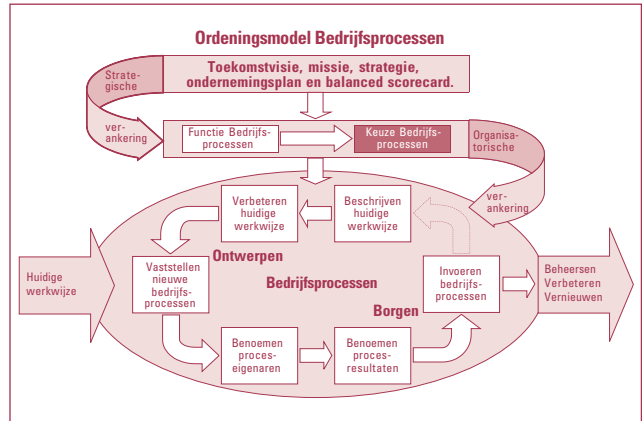 Ordeningsmodel Bedrijfsprocessen
Toekomstvisie, missie, strategie,
ondernemingsplan en balanced scorecard.
Strate-
gische
ver-
ankering
Functie Bedrijfs-
processen
Keuze Bedrijfs-
processen
Organisa-
torische
ver-
ankering
Verbeteren
huidige
werkwijze
Beschrijven
huidige
werkwijze
Ontwerpen
Huidige
werkwijze
Vaststellen
nieuwe
bedrijfs-
processen
Bedrijfsprocessen
Invoeren
bedrijfs-
processen
Beheersen
Verbeteren
Vernieuwen
Borgen
Benoemen
proces-
eigenaren
Benoemen
proces-
resultaten